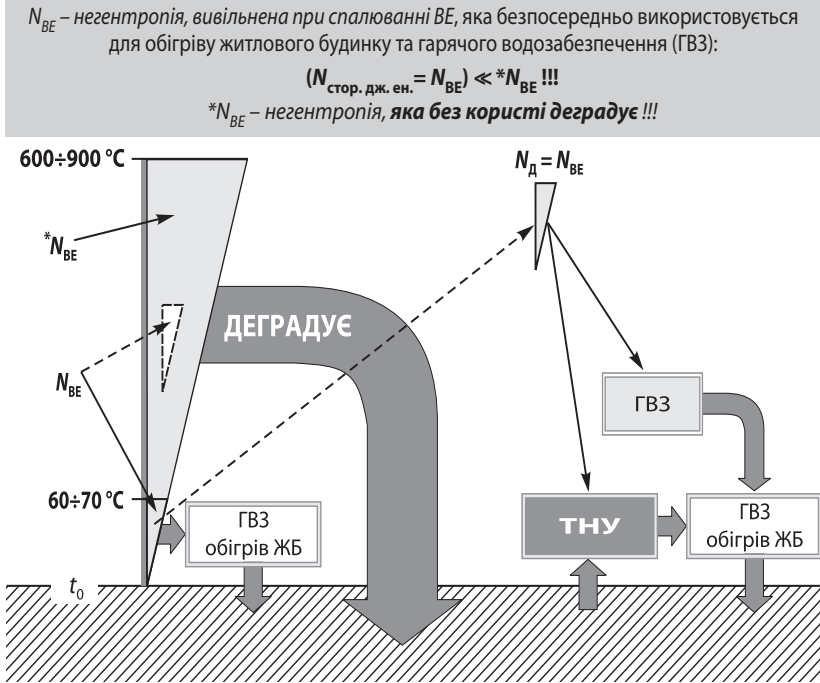 N_BE – негентропія, вивільнена при спалюванні ВЕ, яка безпосередньо використовується
для обігріву житлового будинку та гарячого водозабезпечення (ГВЗ):
(N_стор. дж. ен. = N_BE) ≪ *N_BE !!!
*N_BE – негентропія, яка без користі деградує !!!
600÷900 °C
N_Д = N_BE
*N_BE
ДЕГРАДУЄ
N_BE
ГВЗ
60÷70 °C
ГВЗ
обігрів ЖБ
ТНУ
ГВЗ
обігрів ЖБ
t_0